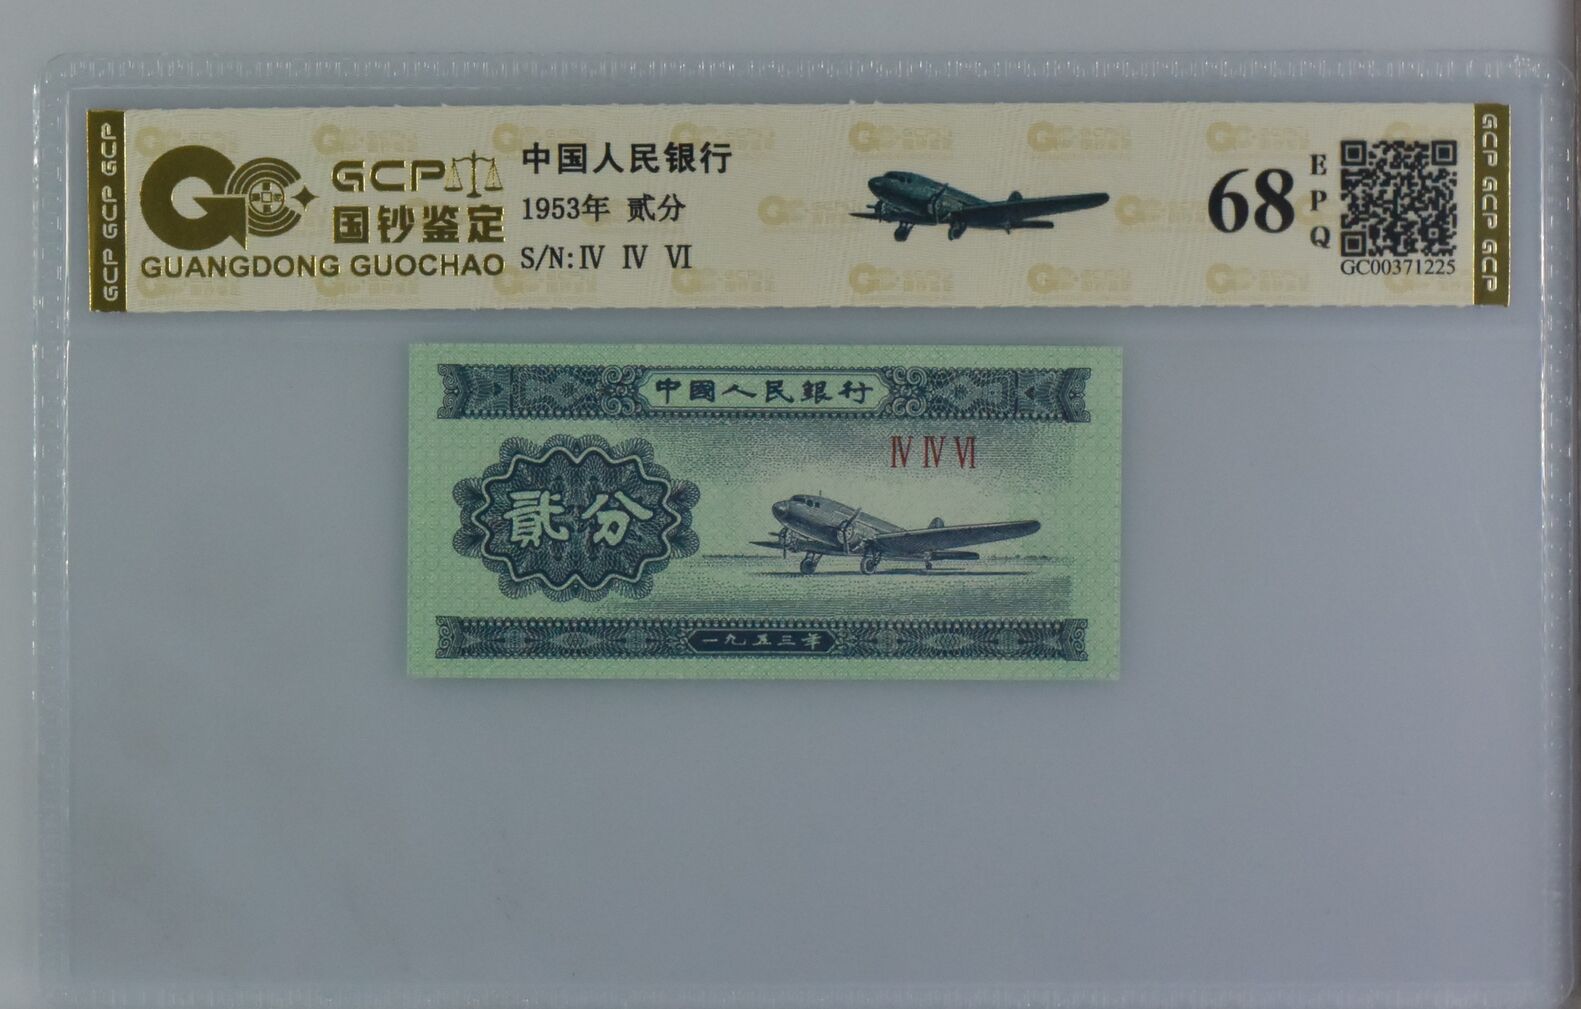 GCP GCP GCP
GCP
国钞鉴定
GUANGDONG GUOCHAO
中国人民银行
1953年 贰分
S/N:Ⅳ Ⅳ Ⅵ
68
E
P
Q
GC00371225
GCP GCP GCP
中國人民銀行
Ⅳ Ⅳ Ⅵ
貳分
一九五三年